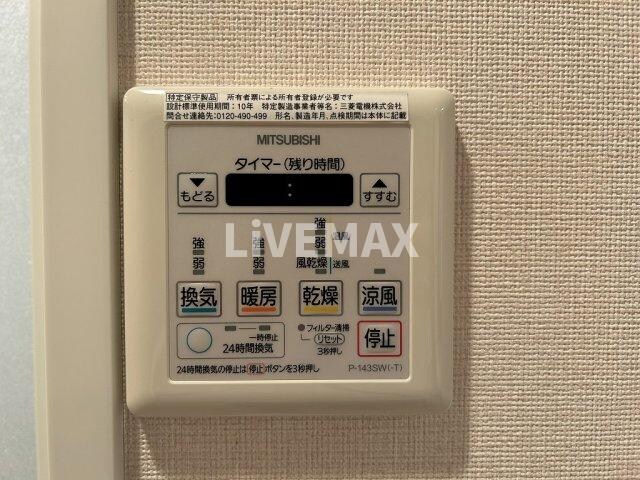 特定保守製品 所有者票による所有者登録が必要です
設計標準使用期間：10年 特定製造事業者等名：三菱電機株式会社
問合せ連絡先:0120-490-499 形名、製造年月、点検期間は本体に記載
MITSUBISHI
タイマー(残り時間)
▼ もどる
:
▲ すすむ
強 強 強
弱 弱 弱 温風
風乾燥 送風
LiVE MAX
換気 暖房 乾燥 涼風
一時停止
24時間換気
フィルター清掃
リセット
3秒押し
停止
24時間換気の停止は停止ボタンを3秒押し P-143SW(-T)